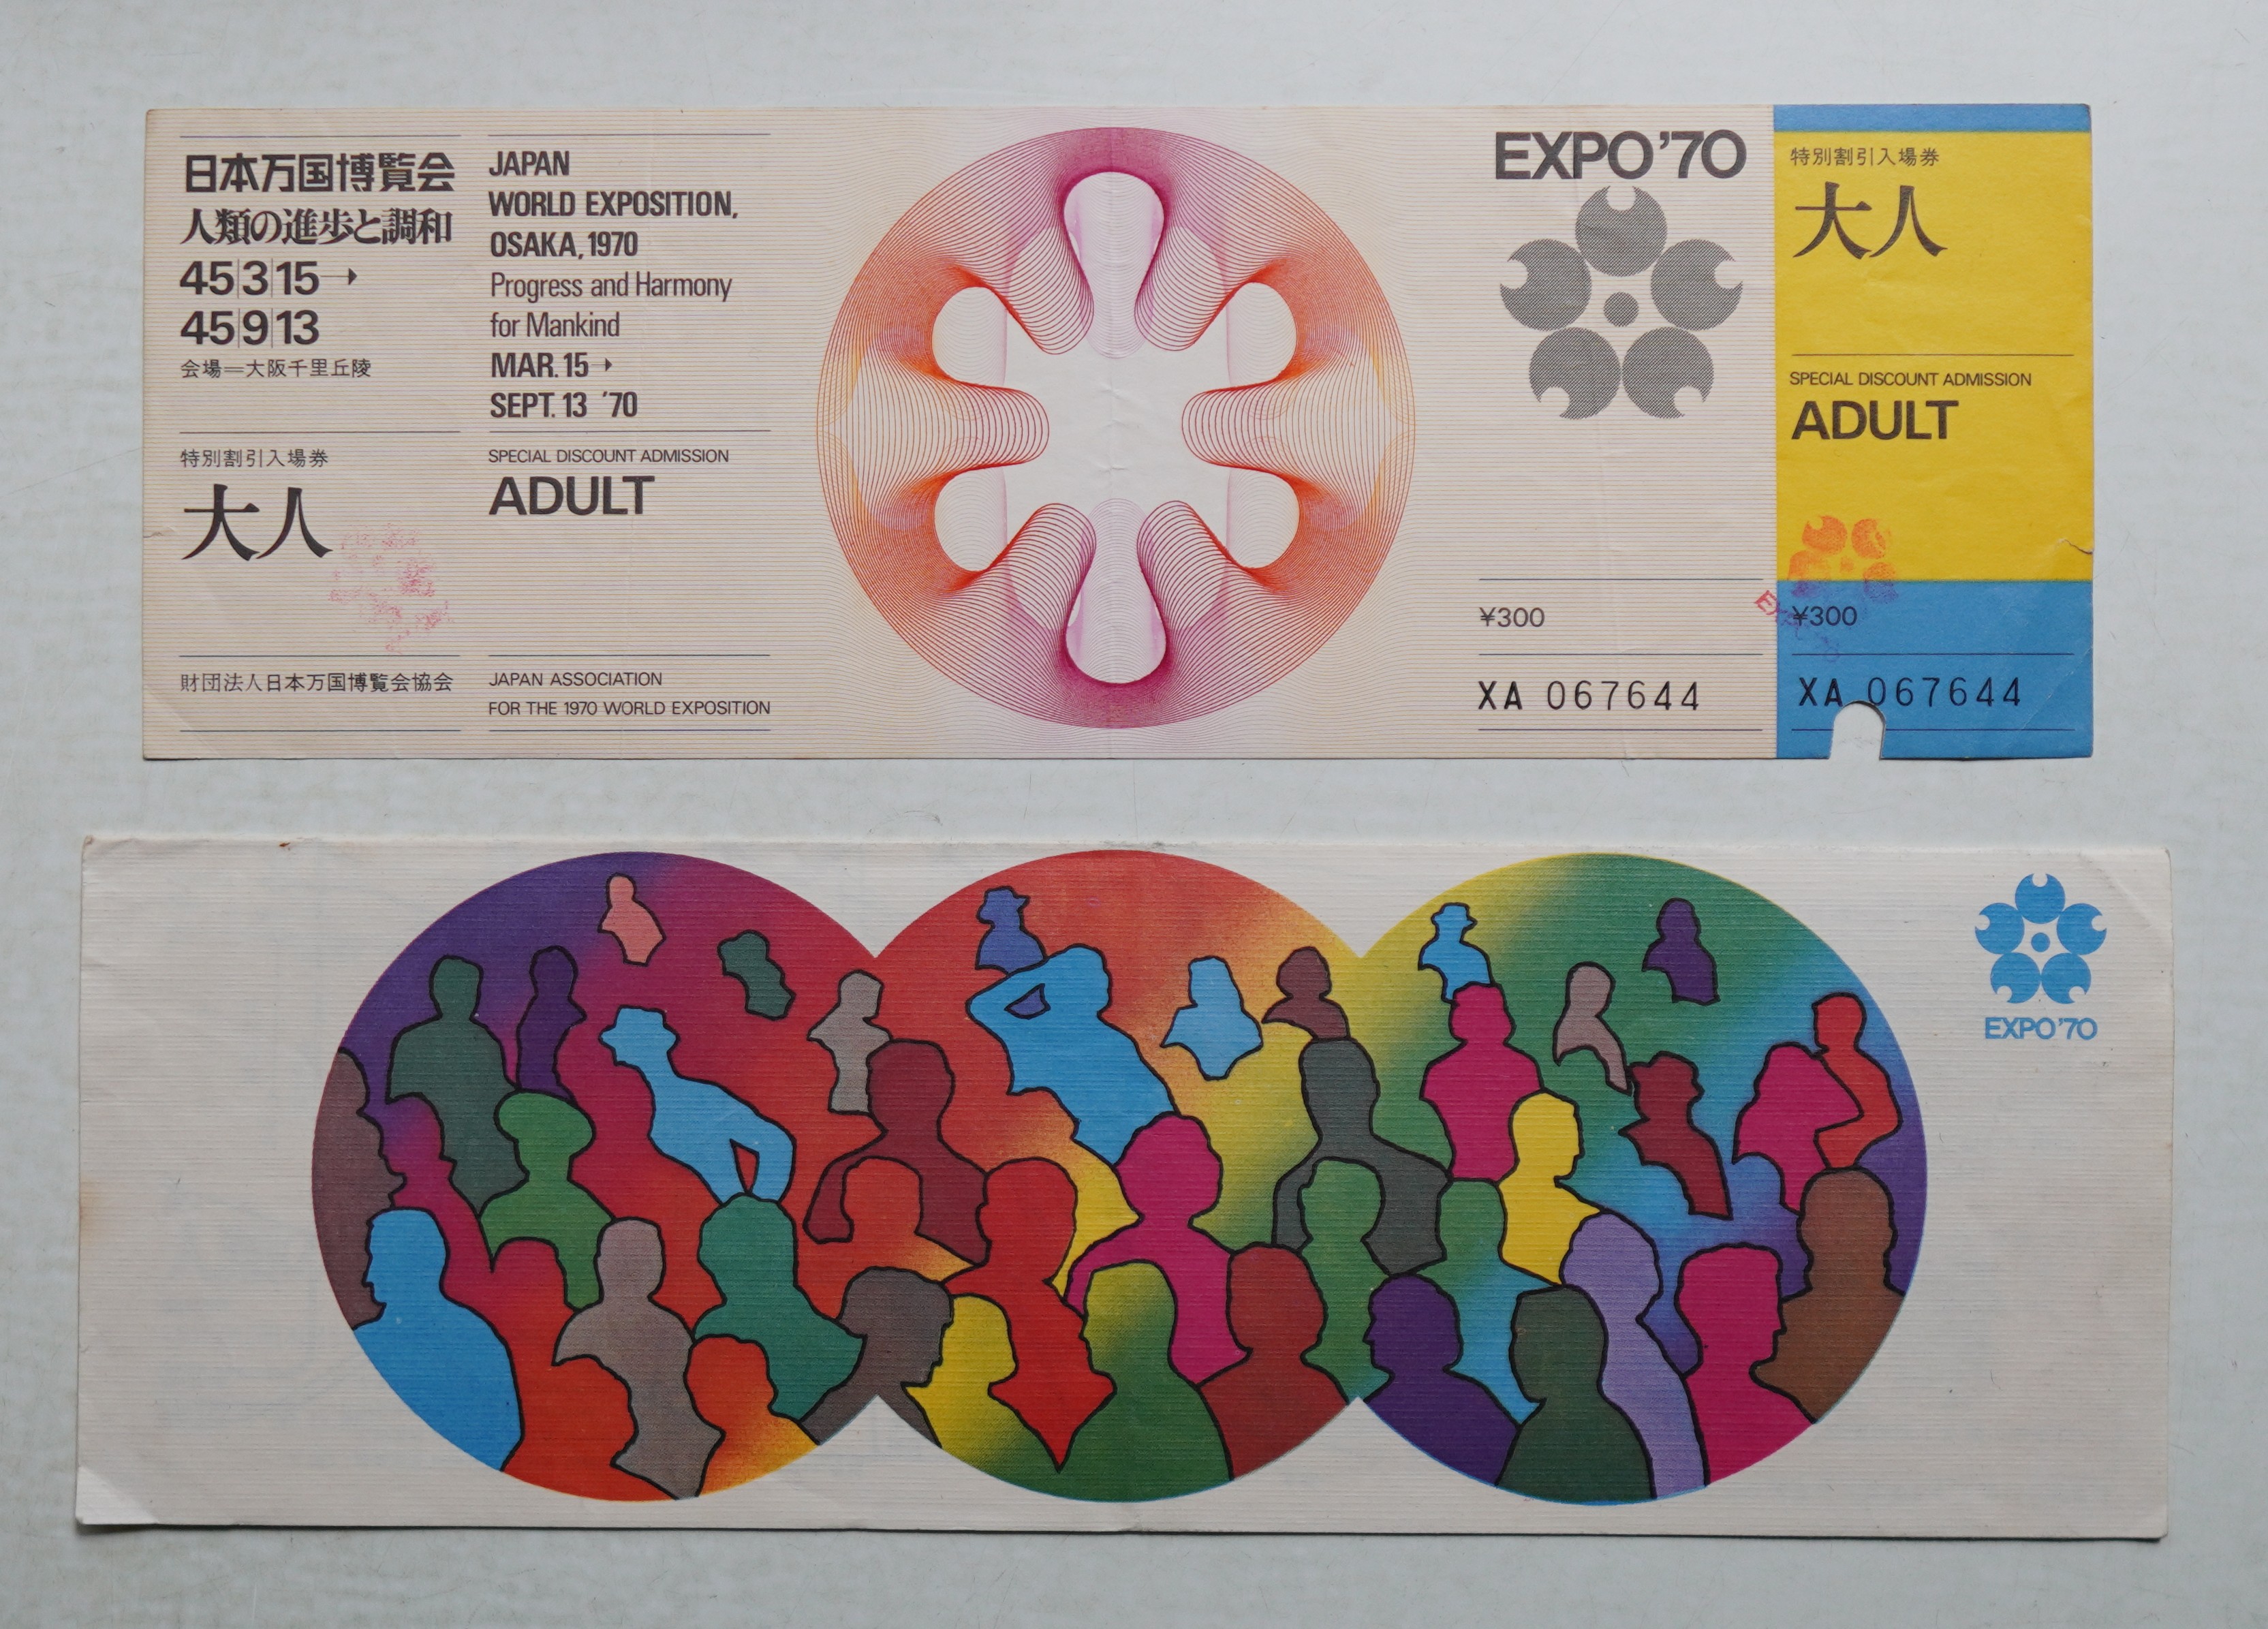 日本万国博覧会
人類の進歩と調和
45|3|15→
45|9|13
会場=大阪千里丘陵
特別割引入場券
大人
財団法人日本万国博覧会協会
JAPAN
WORLD EXPOSITION,
OSAKA, 1970
Progress and Harmony
for Mankind
MAR. 15→
SEPT. 13 '70
SPECIAL DISCOUNT ADMISSION
ADULT
JAPAN ASSOCIATION
FOR THE 1970 WORLD EXPOSITION
EXPO'70
¥300
XA 067644
特別割引入場券
大人
SPECIAL DISCOUNT ADMISSION
ADULT
¥300
XA 067644
EXPO'70